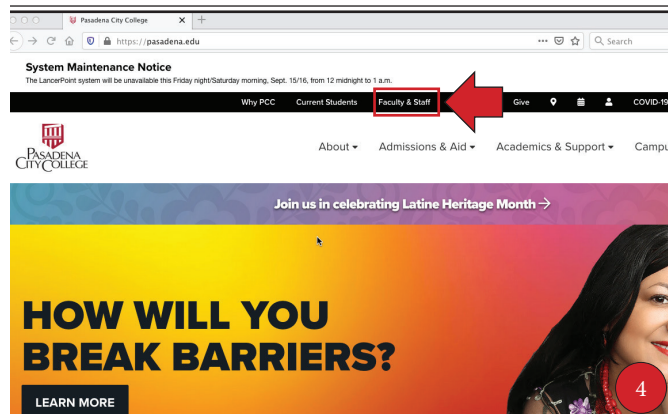 Pasadena City College
https://pasadena.edu
Search
System Maintenance Notice
The LancerPoint system will be unavailable this Friday night/Saturday morning, Sept. 15/16, from 12 midnight to 1 a.m.
Why PCC Current Students Faculty & Staff Give COVID-19
PASADENA
CITY COLLEGE
About Admissions & Aid Academics & Support Campu
Join us in celebrating Latine Heritage Month →
HOW WILL YOU
BREAK BARRIERS?
LEARN MORE
4